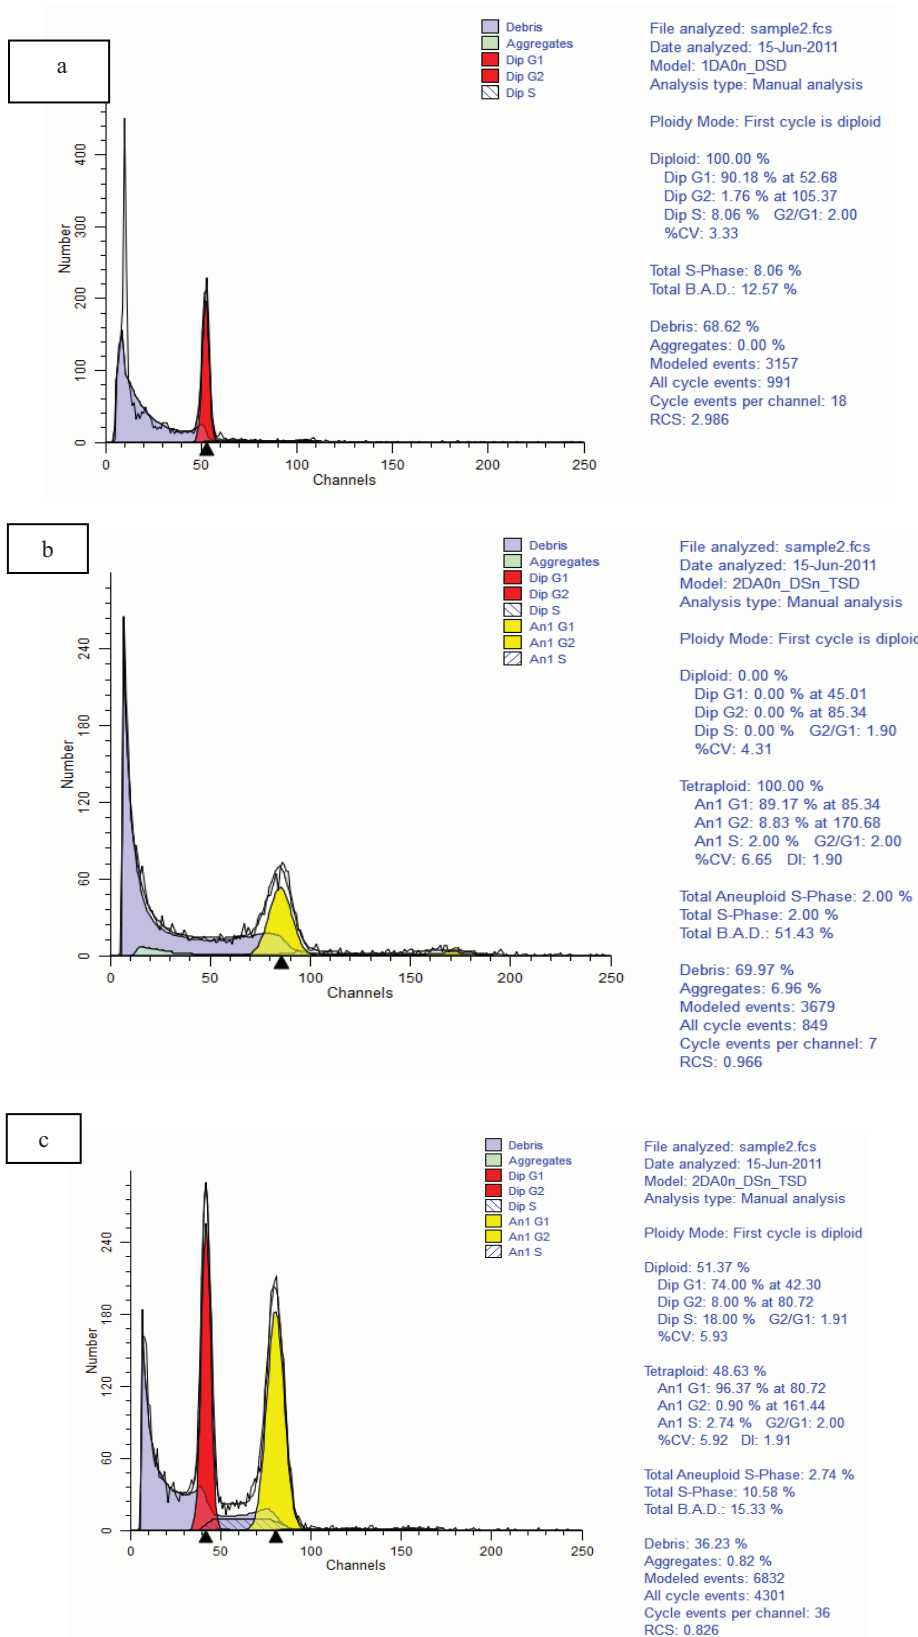 a
Debris
Aggregates
Dip G1
Dip G2
Dip S
File analyzed: sample2.fcs
Date analyzed: 15-Jun-2011
Model: 1DA0n_DSD
Analysis type: Manual analysis
Ploidy Mode: First cycle is diploid
Diploid: 100.00 %
Dip G1: 90.18 % at 52.68
Dip G2: 1.76 % at 105.37
Dip S: 8.06 % G2/G1: 2.00
%CV: 3.33
Total S-Phase: 8.06 %
Total B.A.D.: 12.57 %
Debris: 68.62 %
Aggregates: 0.00 %
Modeled events: 3157
All cycle events: 991
Cycle events per channel: 18
RCS: 2.986
Number
400
300
200
100
0
0 50 100 150 200 250
Channels
b
Debris
Aggregates
Dip G1
Dip G2
Dip S
An1 G1
An1 G2
An1 S
File analyzed: sample2.fcs
Date analyzed: 15-Jun-2011
Model: 2DA0n_DSn_TSD
Analysis type: Manual analysis
Ploidy Mode: First cycle is diploid
Diploid: 0.00 %
Dip G1: 0.00 % at 45.01
Dip G2: 0.00 % at 85.34
Dip S: 0.00 % G2/G1: 1.90
%CV: 4.31
Tetraploid: 100.00 %
An1 G1: 89.17 % at 85.34
An1 G2: 8.83 % at 170.68
An1 S: 2.00 % G2/G1: 2.00
%CV: 6.65 DI: 1.90
Total Aneuploid S-Phase: 2.00 %
Total S-Phase: 2.00 %
Total B.A.D.: 51.43 %
Debris: 69.97 %
Aggregates: 6.96 %
Modeled events: 3679
All cycle events: 849
Cycle events per channel: 7
RCS: 0.966
Number
240
180
120
60
0
0 50 100 150 200 250
Channels
c
Debris
Aggregates
Dip G1
Dip G2
Dip S
An1 G1
An1 G2
An1 S
File analyzed: sample2.fcs
Date analyzed: 15-Jun-2011
Model: 2DA0n_DSn_TSD
Analysis type: Manual analysis
Ploidy Mode: First cycle is diploid
Diploid: 51.37 %
Dip G1: 74.00 % at 42.30
Dip G2: 8.00 % at 80.72
Dip S: 18.00 % G2/G1: 1.91
%CV: 5.93
Tetraploid: 48.63 %
An1 G1: 96.37 % at 80.72
An1 G2: 0.90 % at 161.44
An1 S: 2.74 % G2/G1: 2.00
%CV: 5.92 DI: 1.91
Total Aneuploid S-Phase: 2.74 %
Total S-Phase: 10.58 %
Total B.A.D.: 15.33 %
Debris: 36.23 %
Aggregates: 0.82 %
Modeled events: 6832
All cycle events: 4301
Cycle events per channel: 36
RCS: 0.826
Number
240
180
120
60
0
0 50 100 150 200 250
Channels